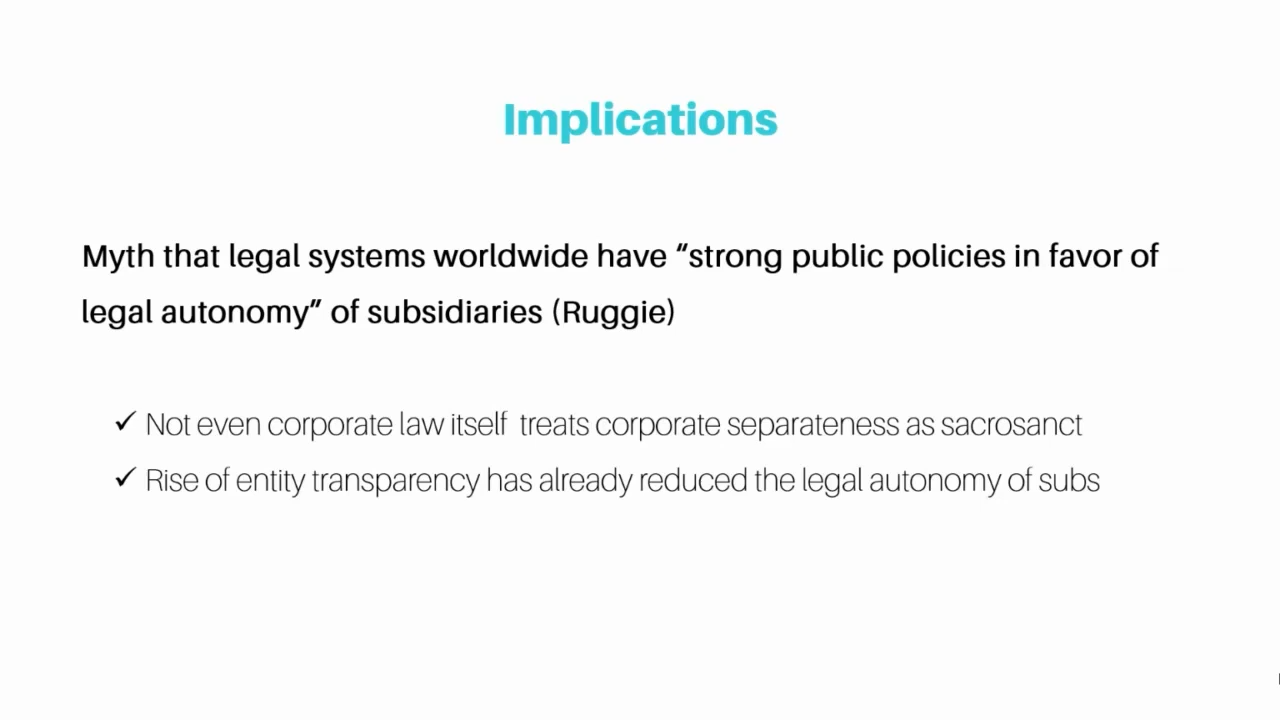 Implications
Myth that legal systems worldwide have “strong public policies in favor of
legal autonomy” of subsidiaries (Ruggie)
✓ Not even corporate law itself  treats corporate separateness as sacrosanct
✓ Rise of entity transparency has already reduced the legal autonomy of subs